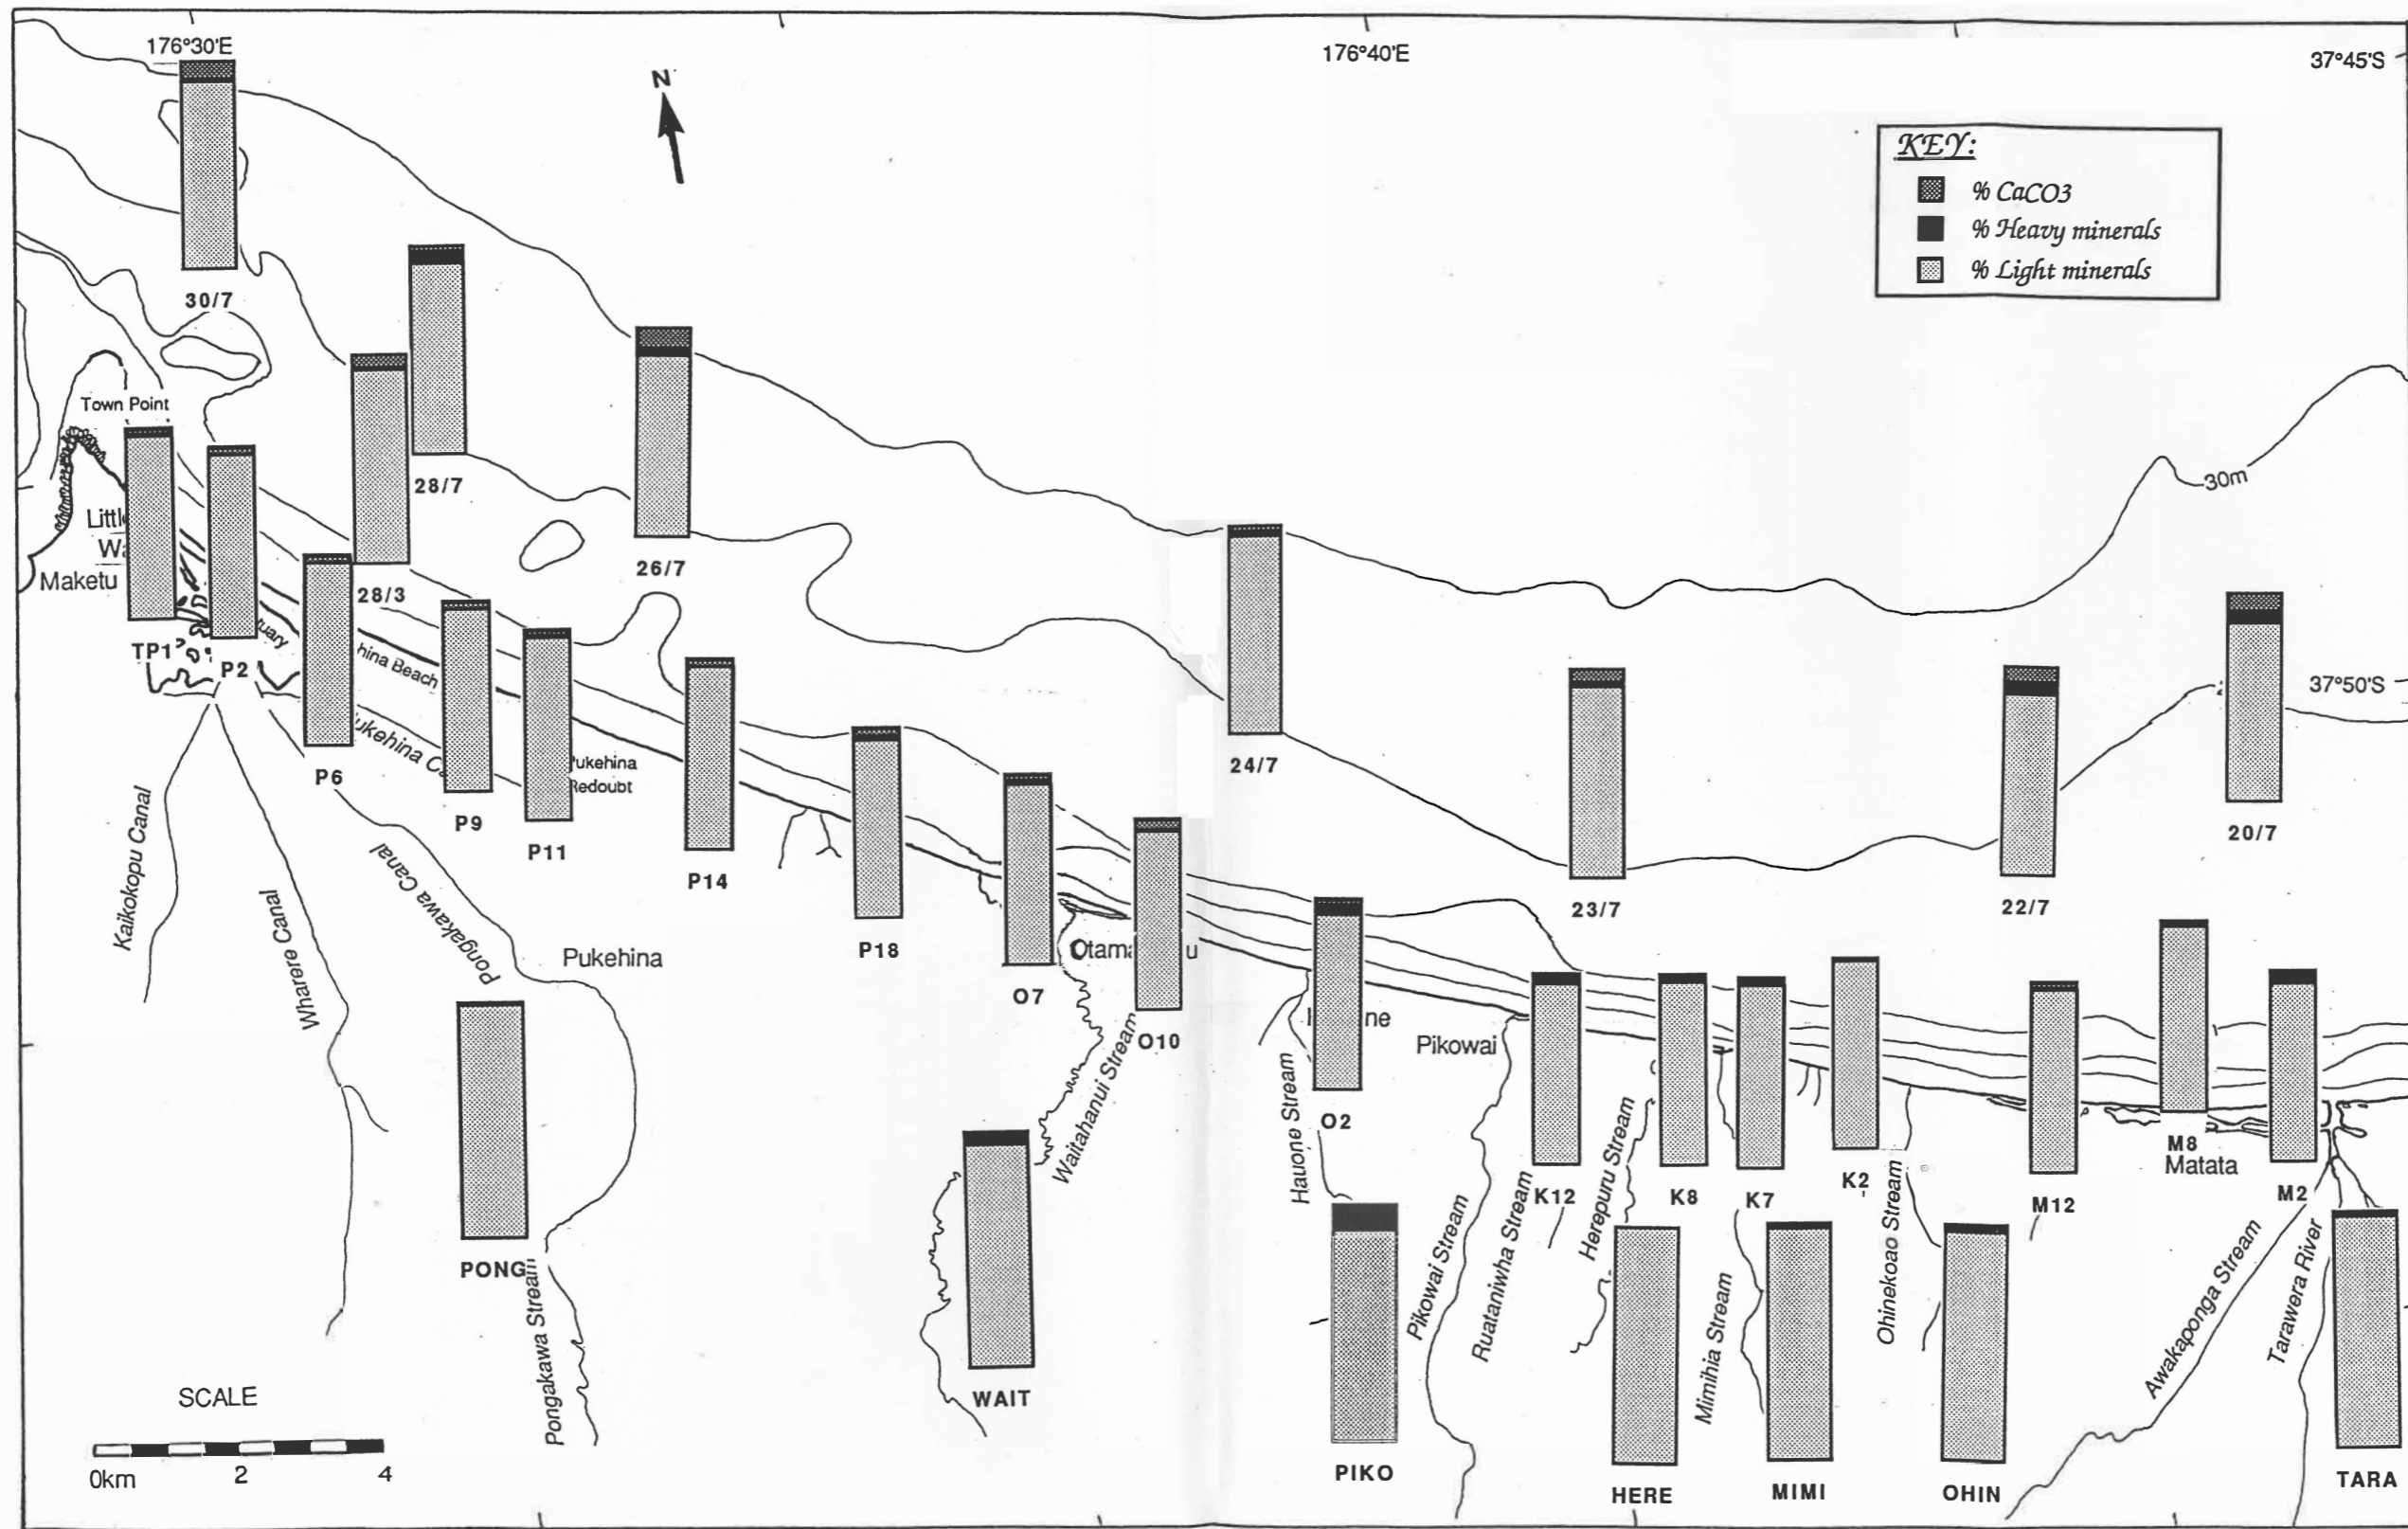 176°30'E
176°40'E
37°45'S
N
KEY:
% CaCO3
% Heavy minerals
% Light minerals
30/7
Town Point
28/7
30m
28/3
26/7
Maketu
TP1
P2
hina Beach
37°50'S
24/7
P6
ukehina
Redoubt
P9
P11
P14
20/7
23/7
22/7
Kaikokopu Canal
Wharere Canal
Pongakawa Canal
Pukehina
P18
O7
O10
Waitahanui Stream
Pikowai
O2
Hauone Stream
K12
K8
K7
K2
M12
M8
Matata
M2
PONG
Pongakawa Stream
WAIT
PIKO
Pikowai Stream
Ruataniwha Stream
Herepuru Stream
HERE
Mimihia Stream
MIMI
Ohinekoao Stream
OHIN
Awakaponga Stream
Tarawera River
TARA
SCALE
0km 2 4